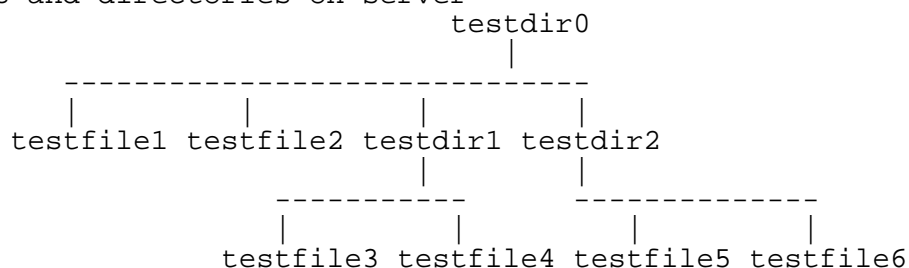 and directories on server
testdir0
testfile1 testfile2 testdir1 testdir2
testfile3 testfile4 testfile5 testfile6